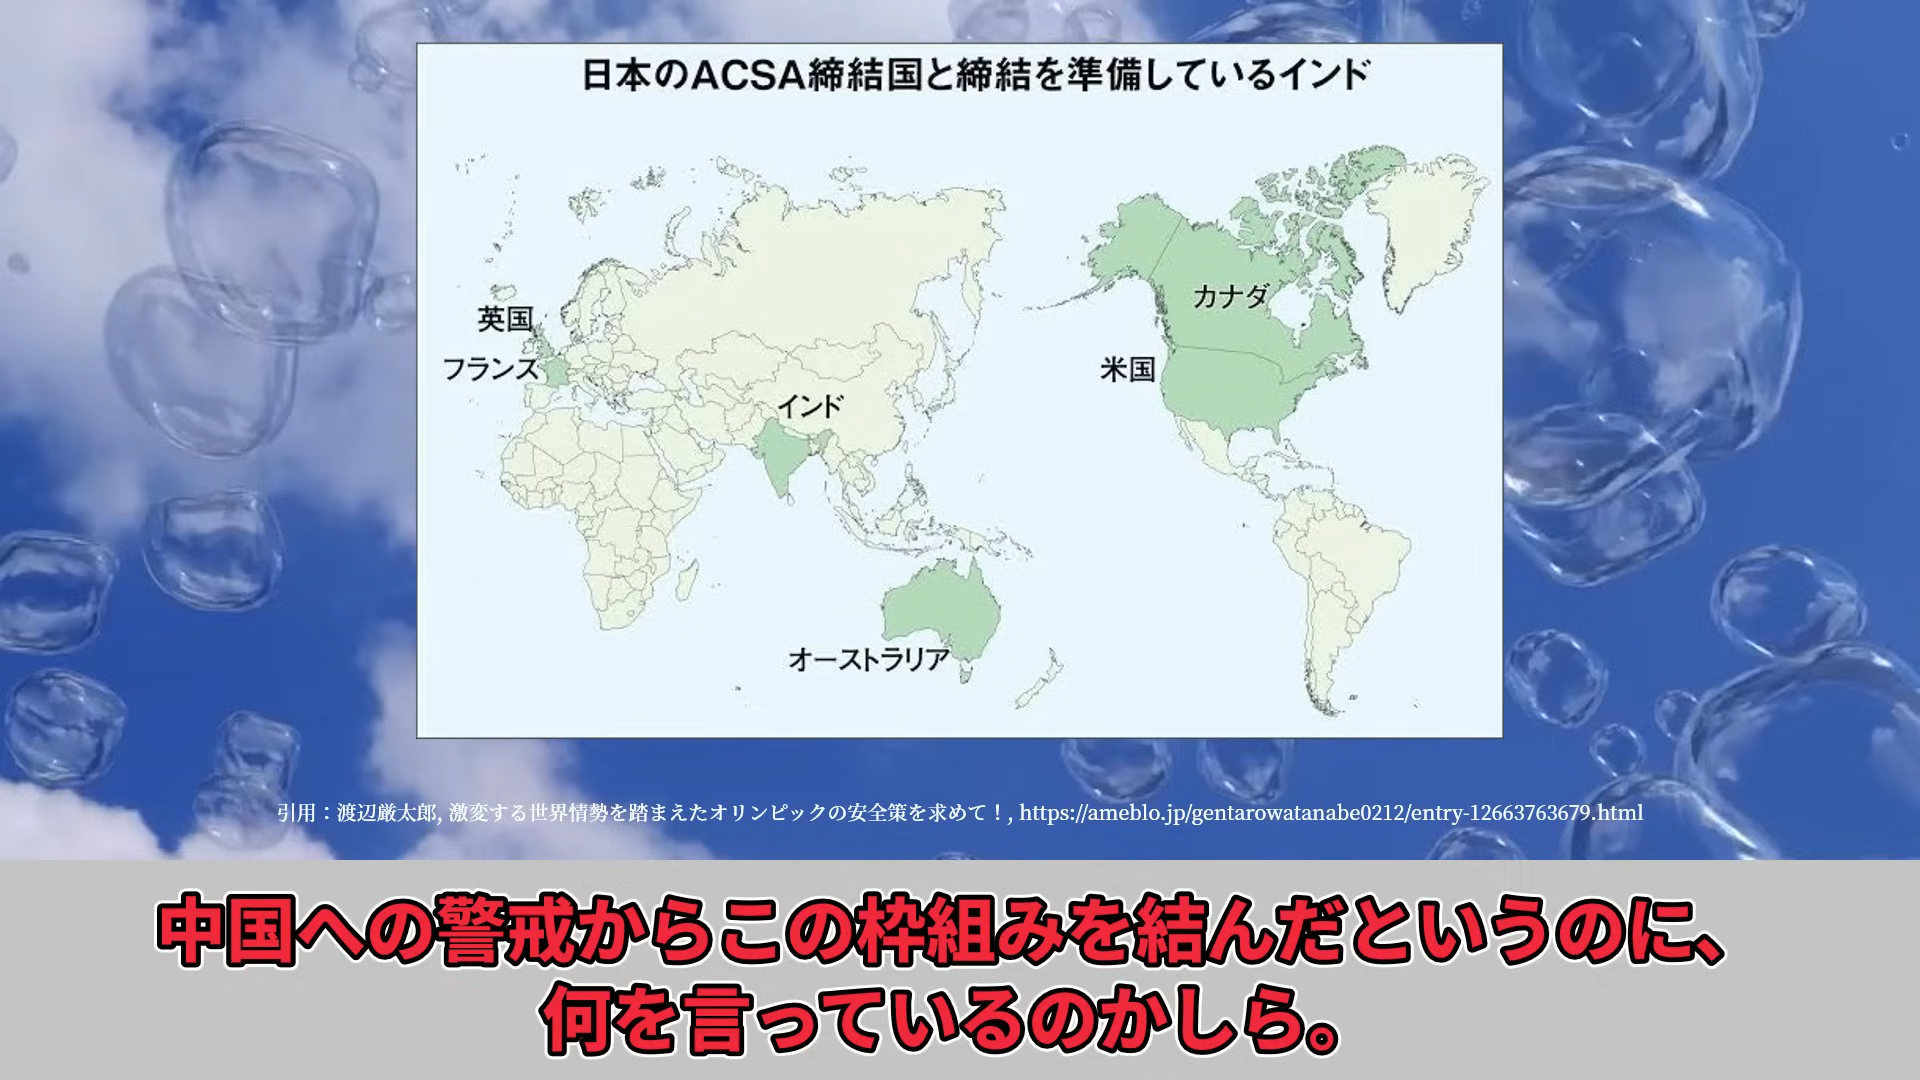 日本のACSA締結国と締結を準備しているインド
英国
フランス
インド
カナダ
米国
オーストラリア
引用：渡辺厳太郎, 激変する世界情勢を踏まえたオリンピックの安全策を求めて！, https://ameblo.jp/gentarowatanabe0212/entry-12663763679.html
中国への警戒からこの枠組みを結んだというのに、
何を言っているのかしら。